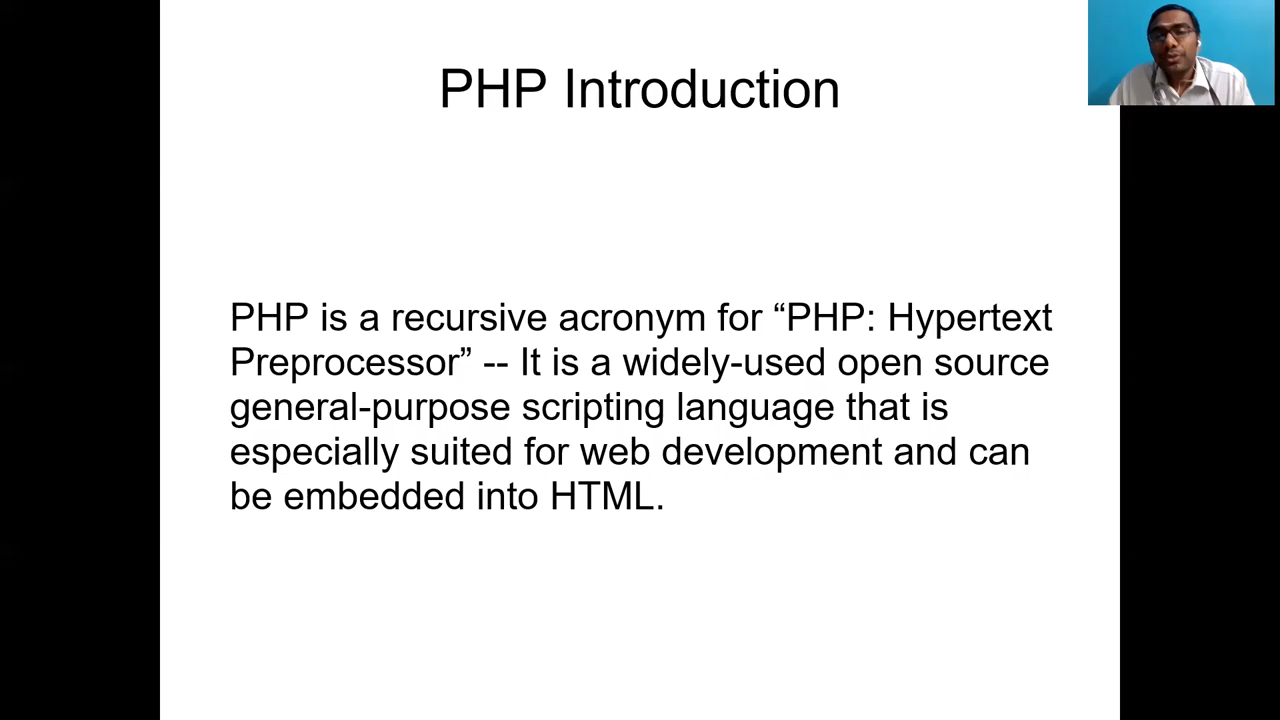 PHP Introduction
PHP is a recursive acronym for “PHP: Hypertext
Preprocessor” -- It is a widely-used open source
general-purpose scripting language that is
especially suited for web development and can
be embedded into HTML.